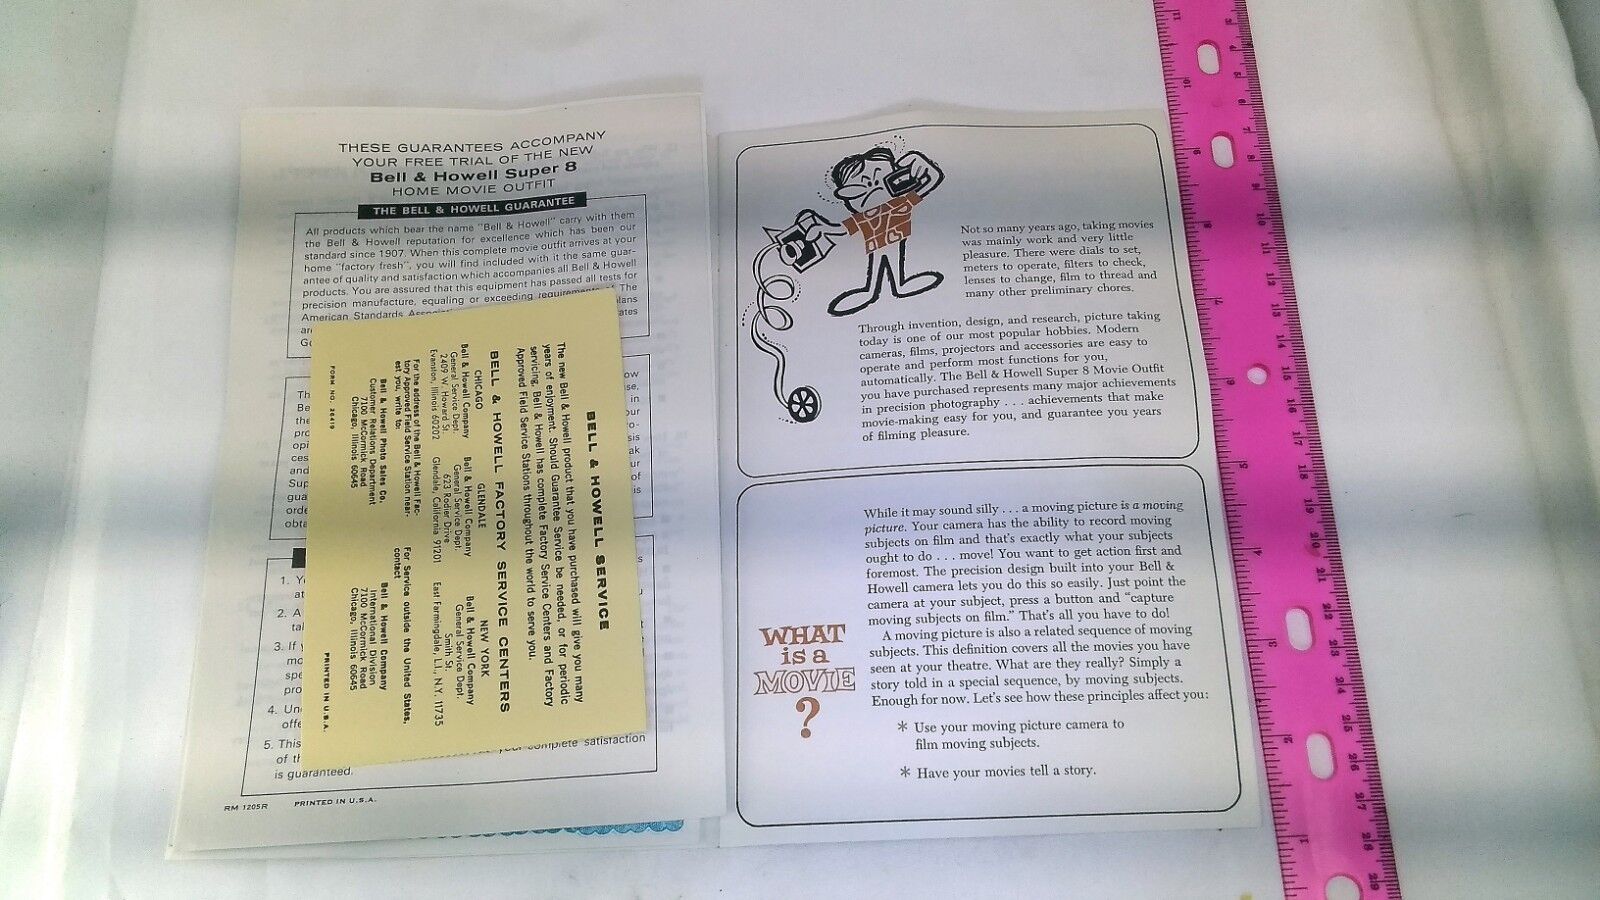 THESE GUARANTEES ACCOMPANY
YOUR FREE TRIAL OF THE NEW
Bell & Howell Super 8
HOME MOVIE OUTFIT
THE BELL & HOWELL GUARANTEE
All products which bear the name "Bell & Howell" carry with them
the Bell & Howell reputation for excellence which has been our
standard since 1907. When this complete movie outfit arrives at your
home "factory fresh", you will find included with it the same guar-
antee of quality and satisfaction which accompanies all Bell & Howell
products. You are assured that this equipment has passed all tests for
precision manufacture, equaling or exceeding requirements of The
American Standards
are
1.
2. A
3. If
4. Un
5. This complete satisfaction
of th
is guaranteed.
RM 1205R PRINTED IN U.S.A.
BELL & HOWELL SERVICE
The new Bell & Howell product that you have purchased will give you many
years of enjoyment. Should Guarantee Service be needed, or for periodic
servicing, Bell & Howell has complete Factory Service Centers and Factory
Approved Field Service Stations throughout the world to serve you.
BELL & HOWELL FACTORY SERVICE CENTERS
CHICAGO
Bell & Howell Company
General Service Dept.
2409 W. Howard St.
Evanston, Illinois 60202
GLENDALE
Bell & Howell Company
General Service Dept.
623 Rodier Drive
Glendale, California 91201
NEW YORK
Bell & Howell Company
General Service Dept.
Smith St.
East Farmingdale, L.I., N.Y. 11735
For the address of the Bell & Howell Fac-
tory Approved Field Service Station near-
est you, write to:
Bell & Howell Photo Sales Co.
Customer Relations Department
7100 McCormick Road
Chicago, Illinois 60645
For Service outside the United States,
contact
Bell & Howell Company
International Division
7100 McCormick Road
Chicago, Illinois 60645
FORM NO. 26419
PRINTED IN U.S.A.
Not so many years ago, taking movies
was mainly work and very little
pleasure. There were dials to set,
meters to operate, filters to check,
lenses to change, film to thread and
many other preliminary chores.
Through invention, design, and research, picture taking
today is one of our most popular hobbies. Modern
cameras, films, projectors and accessories are easy to
operate and perform most functions for you,
automatically. The Bell & Howell Super 8 Movie Outfit
you have purchased represents many major achievements
in precision photography . . . achievements that make
movie-making easy for you, and guarantee you years
of filming pleasure.
WHAT
is a
MOVIE
?
While it may sound silly . . . a moving picture is a moving
picture. Your camera has the ability to record moving
subjects on film and that's exactly what your subjects
ought to do . . . move! You want to get action first and
foremost. The precision design built into your Bell &
Howell camera lets you do this so easily. Just point the
camera at your subject, press a button and "capture
moving subjects on film." That's all you have to do!
A moving picture is also a related sequence of moving
subjects. This definition covers all the movies you have
seen at your theatre. What are they really? Simply a
story told in a special sequence, by moving subjects.
Enough for now. Let's see how these principles affect you:
* Use your moving picture camera to
film moving subjects.
* Have your movies tell a story.